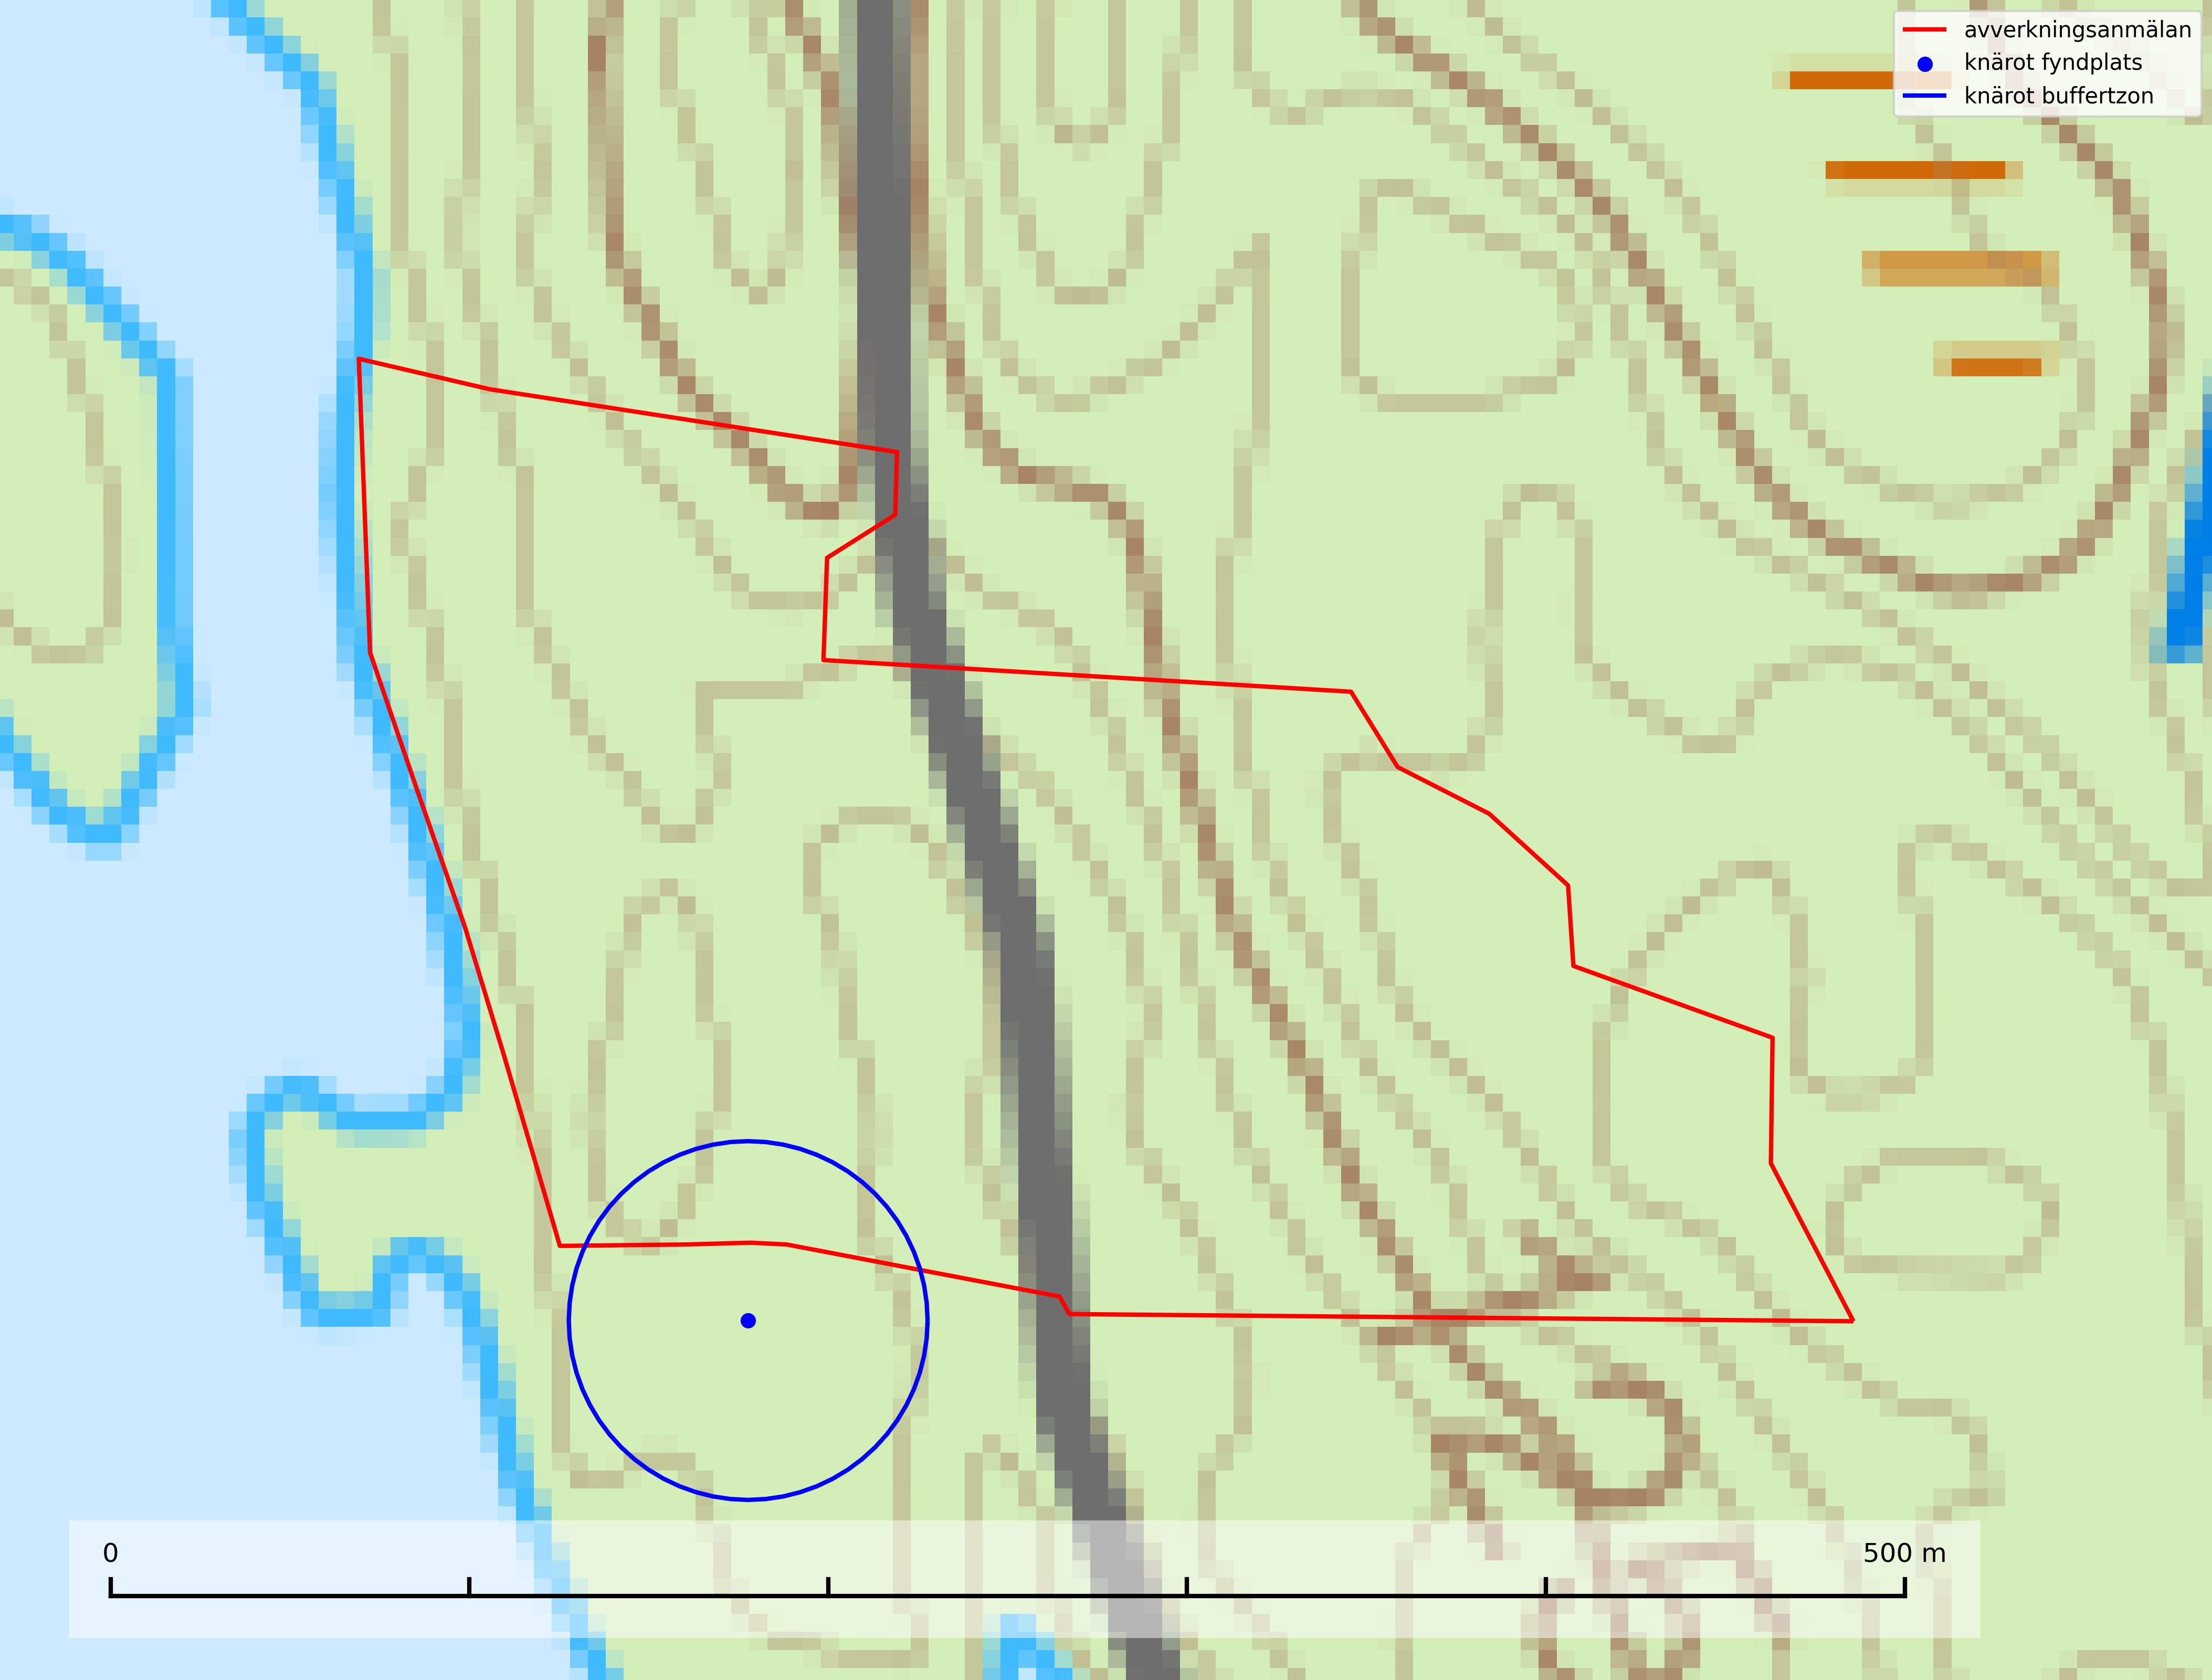 avverkningsanmälan
knärot fyndplats
knärot buffertzon
0
500 m